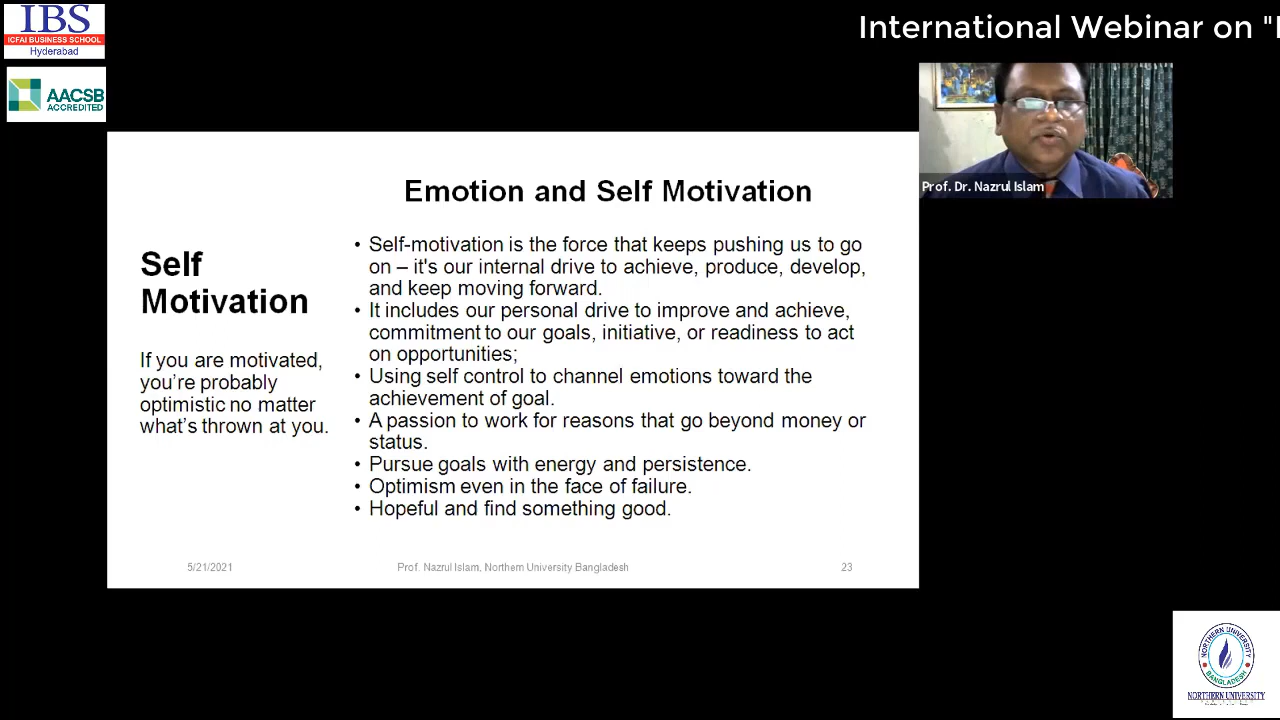 IBS
ICFAI BUSINESS SCHOOL
Hyderabad
AACSB
ACCREDITED
International Webinar on "
Prof. Dr. Nazrul Islam
Emotion and Self Motivation
Self
Motivation
If you are motivated,
you're probably
optimistic no matter
what's thrown at you.
• Self-motivation is the force that keeps pushing us to go
on – it's our internal drive to achieve, produce, develop,
and keep moving forward.
• It includes our personal drive to improve and achieve,
commitment to our goals, initiative, or readiness to act
on opportunities;
• Using self control to channel emotions toward the
achievement of goal.
• A passion to work for reasons that go beyond money or
status.
• Pursue goals with energy and persistence.
• Optimism even in the face of failure.
• Hopeful and find something good.
5/21/2021
Prof. Nazrul Islam, Northern University Bangladesh
23
NORTHERN UNIVERSITY
BANGLADESH
NORTHERN UNIVERSITY